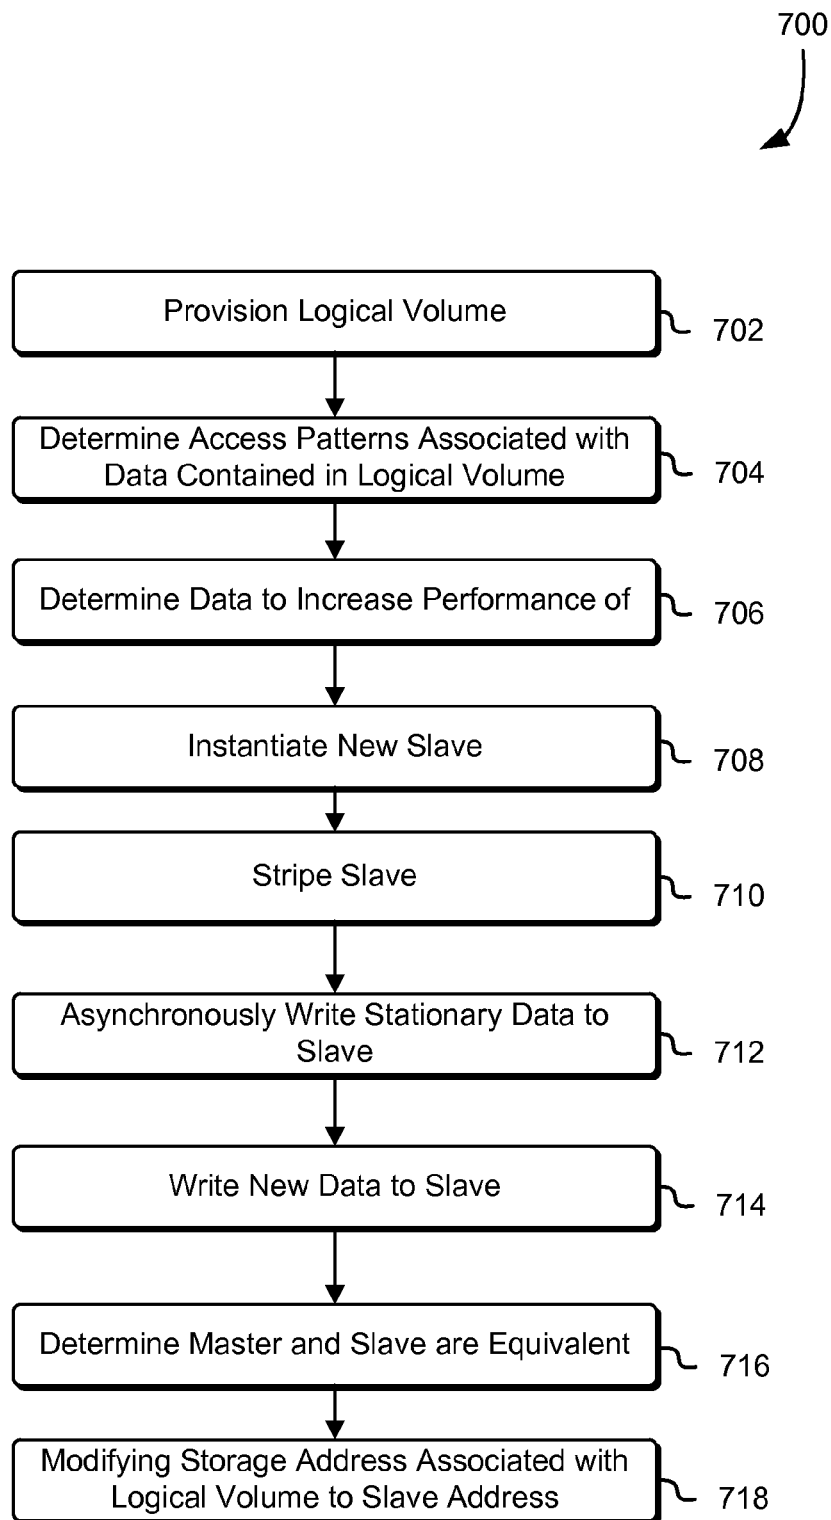 700
Provision Logical Volume
702
Determine Access Patterns Associated with
Data Contained in Logical Volume
704
Determine Data to Increase Performance of
706
Instantiate New Slave
708
Stripe Slave
710
Asynchronously Write Stationary Data to
Slave
712
Write New Data to Slave
714
Determine Master and Slave are Equivalent
716
Modifying Storage Address Associated with
Logical Volume to Slave Address
718